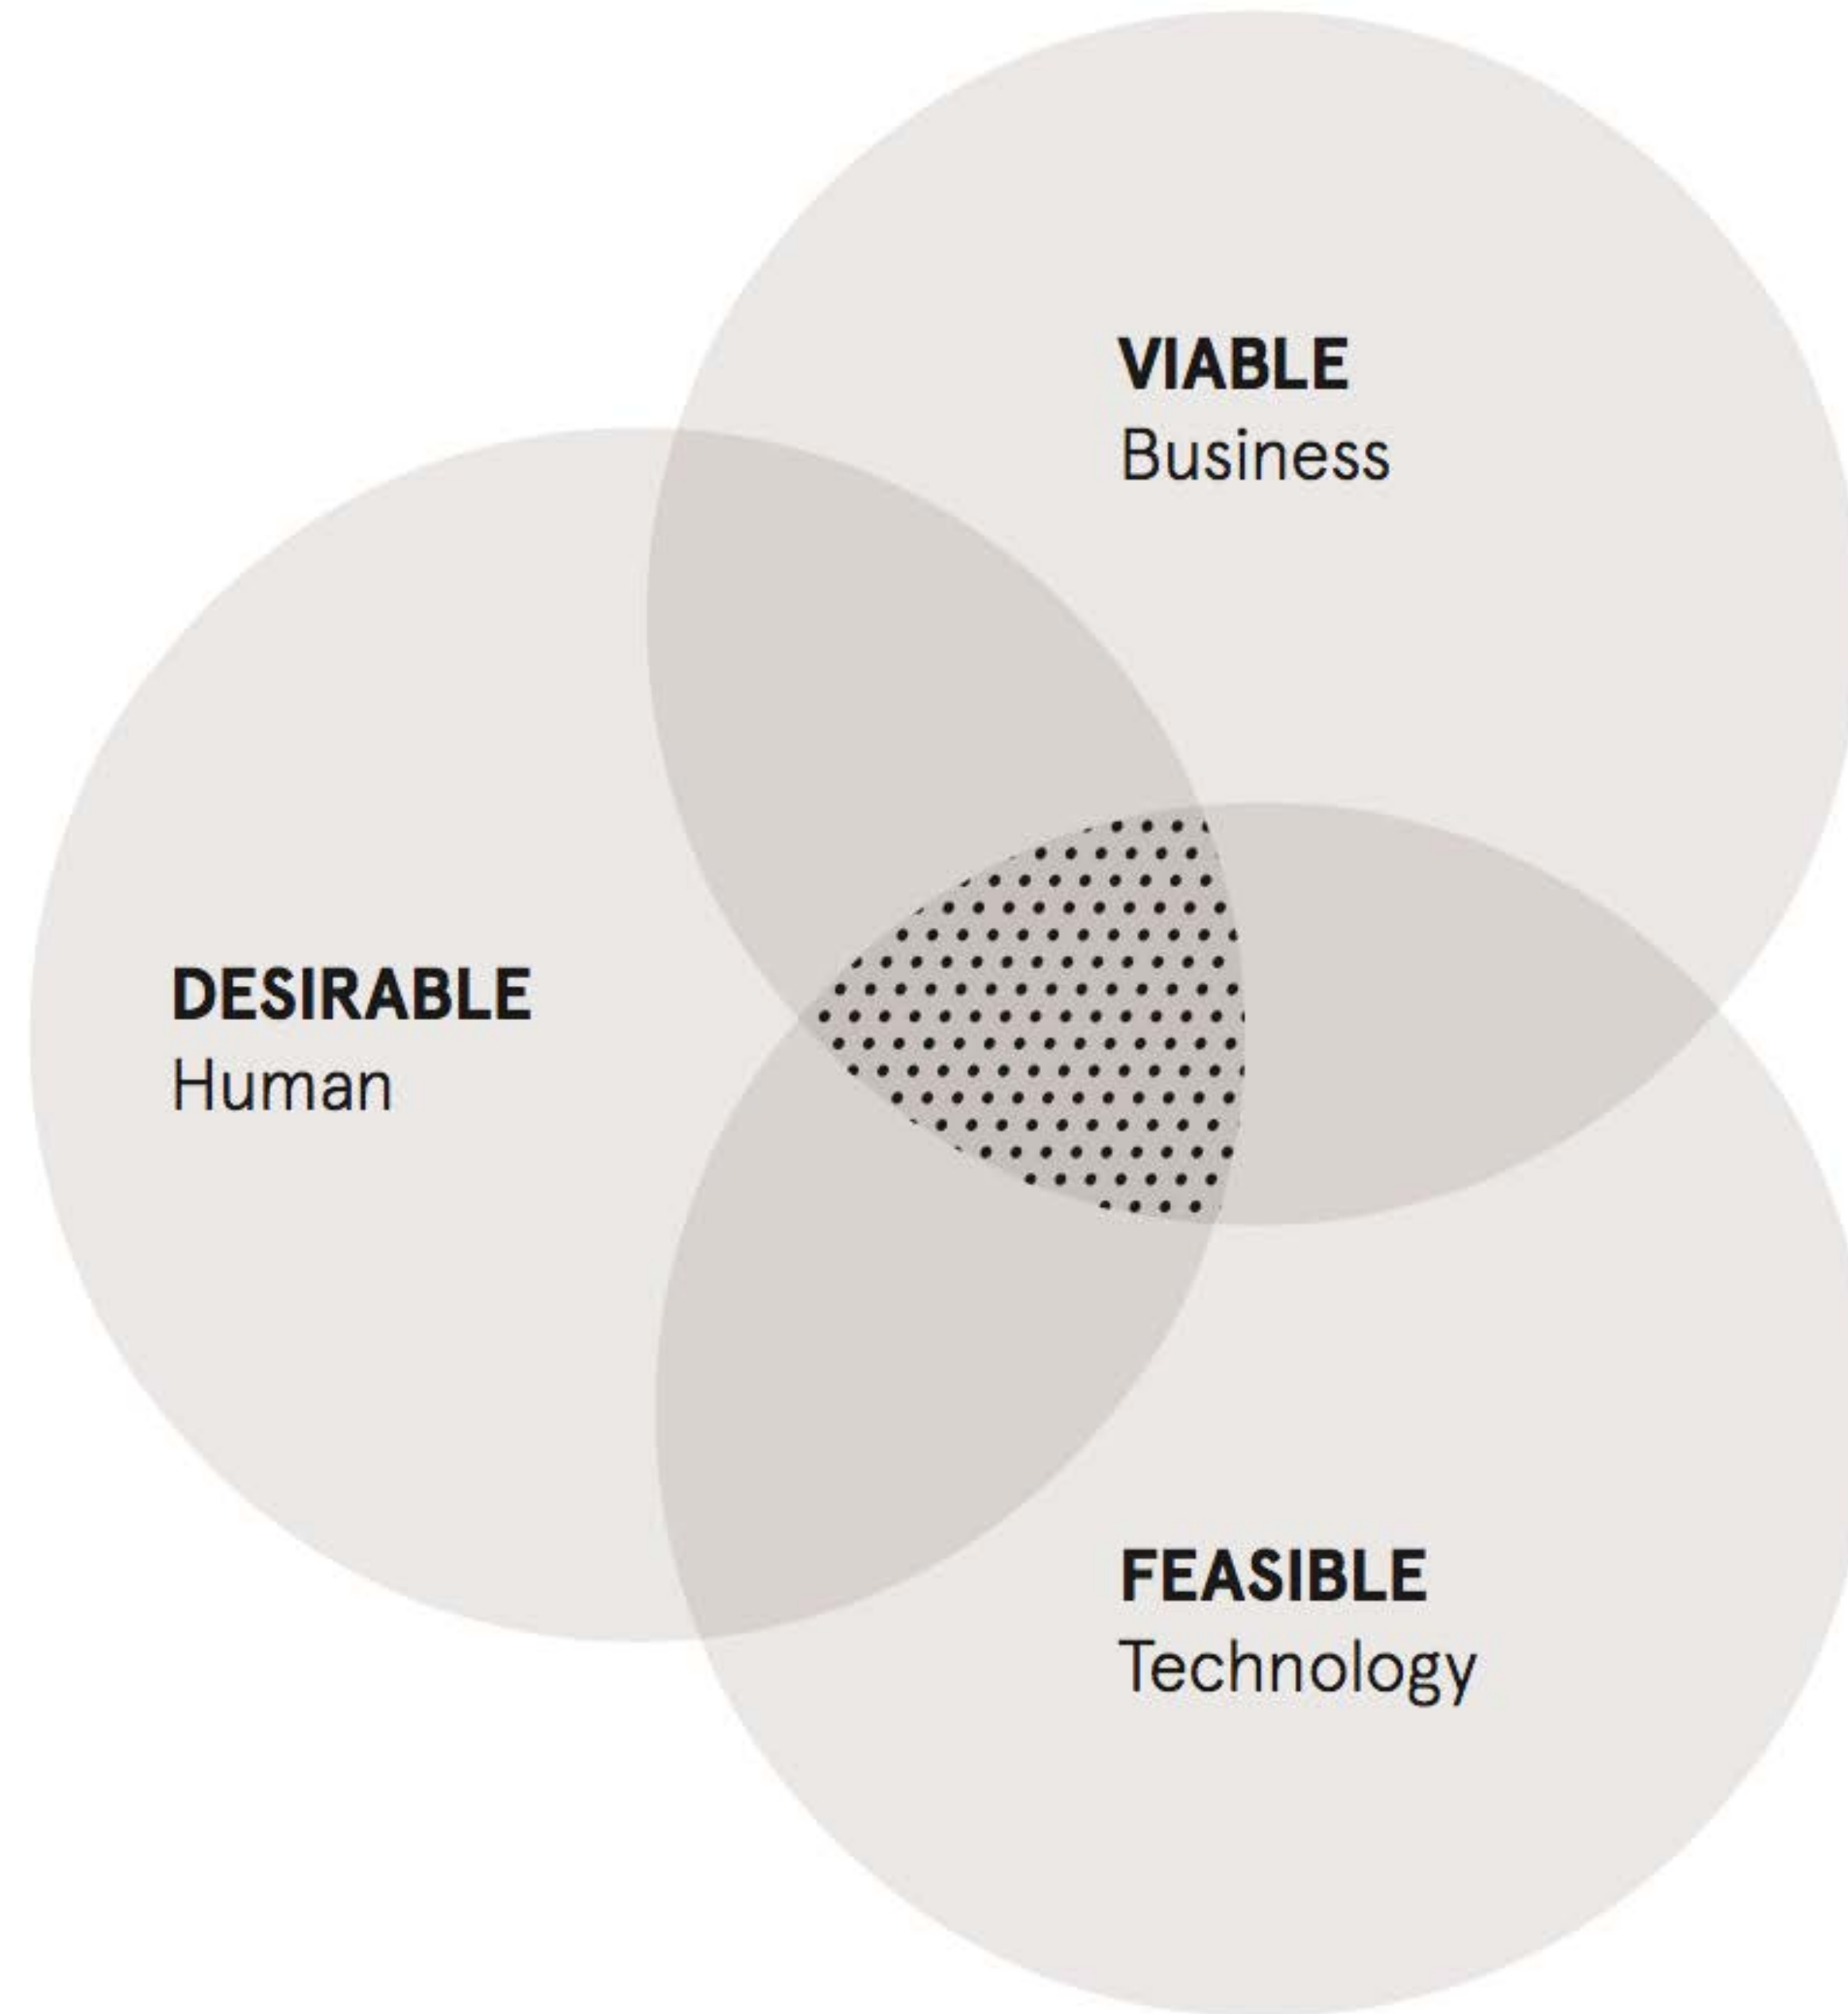 VIABLE
Business
DESIRABLE
Human
FEASIBLE
Technology